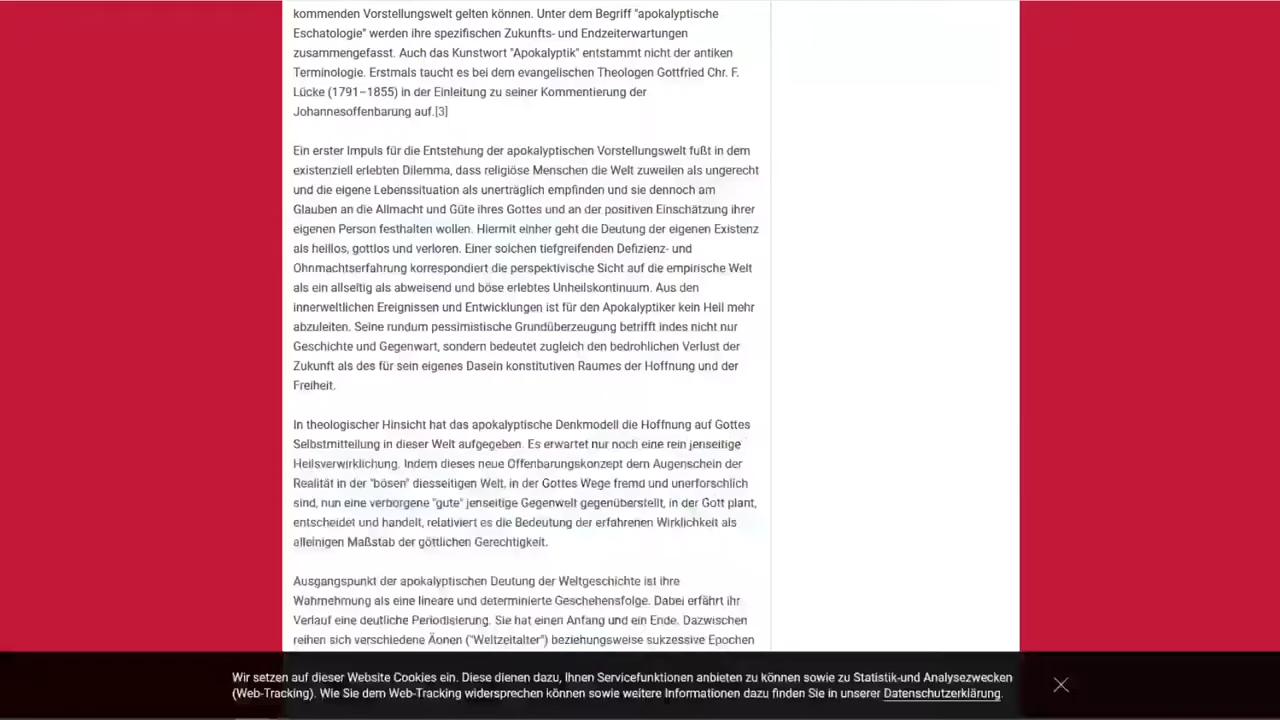 kommenden Vorstellungswelt gelten können. Unter dem Begriff "apokalyptische
Eschatologie" werden ihre spezifischen Zukunfts- und Endzeiterwartungen
zusammengefasst. Auch das Kunstwort "Apokalyptik" entstammt nicht der antiken
Terminologie. Erstmals taucht es bei dem evangelischen Theologen Gottfried Chr. F.
Lücke (1791–1855) in der Einleitung zu seiner Kommentierung der
Johannesoffenbarung auf.[3]
Ein erster Impuls für die Entstehung der apokalyptischen Vorstellungswelt fußt in dem
existenziell erlebten Dilemma, dass religiöse Menschen die Welt zuweilen als ungerecht
und die eigene Lebenssituation als unerträglich empfinden und sie dennoch am
Glauben an die Allmacht und Güte ihres Gottes und an der positiven Einschätzung ihrer
eigenen Person festhalten wollen. Hiermit einher geht die Deutung der eigenen Existenz
als heillos, gottlos und verloren. Einer solchen tiefgreifenden Defizienz- und
Ohnmachtserfahrung korrespondiert die perspektivische Sicht auf die empirische Welt
als ein allseitig als abweisend und böse erlebtes Unheilskontinuum. Aus den
innerweltlichen Ereignissen und Entwicklungen ist für den Apokalyptiker kein Heil mehr
abzuleiten. Seine rundum pessimistische Grundüberzeugung betrifft indes nicht nur
Geschichte und Gegenwart, sondern bedeutet zugleich den bedrohlichen Verlust der
Zukunft als des für sein eigenes Dasein konstitutiven Raumes der Hoffnung und der
Freiheit.
In theologischer Hinsicht hat das apokalyptische Denkmodell die Hoffnung auf Gottes
Selbstmitteilung in dieser Welt aufgegeben. Es erwartet nur noch eine rein jenseitige
Heilsverwirklichung. Indem dieses neue Offenbarungskonzept dem Augenschein der
Realität in der "bösen" diesseitigen Welt, in der Gottes Wege fremd und unerforschlich
sind, nun eine verborgene "gute" jenseitige Gegenwelt gegenüberstellt, in der Gott plant,
entscheidet und handelt, relativiert es die Bedeutung der erfahrenen Wirklichkeit als
alleinigen Maßstab der göttlichen Gerechtigkeit.
Ausgangspunkt der apokalyptischen Deutung der Weltgeschichte ist ihre
Wahrnehmung als eine lineare und determinierte Geschehensfolge. Dabei erfährt ihr
Verlauf eine deutliche Periodisierung. Sie hat einen Anfang und ein Ende. Dazwischen
reihen sich verschiedene Äonen ("Weltzeitalter") beziehungsweise sukzessive Epochen
Wir setzen auf dieser Website Cookies ein. Diese dienen dazu, Ihnen Servicefunktionen anbieten zu können sowie zu Statistik-und Analysezwecken
(Web-Tracking). Wie Sie dem Web-Tracking widersprechen können sowie weitere Informationen dazu finden Sie in unserer Datenschutzerklärung.